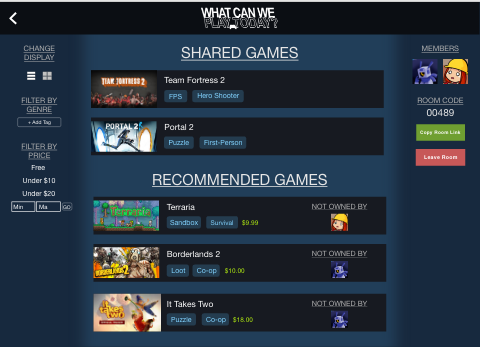 WHAT CAN WE
PLAY TODAY?
CHANGE
DISPLAY
FILTER BY
GENRE
+ Add Tag
FILTER BY
PRICE
Free
Under $10
Under $20
Min
Ma
GO
SHARED GAMES
TEAM FORTRESS 2
Team Fortress 2
FPS
Hero Shooter
PORTAL 2
Portal 2
Puzzle
First-Person
RECOMMENDED GAMES
Terraria
Terraria
Sandbox
Survival
$9.99
NOT OWNED BY
Borderlands 2
Loot
Co-op
$10.00
NOT OWNED BY
It Takes Two
It Takes Two
Puzzle
Co-op
$18.00
NOT OWNED BY
MEMBERS
ROOM CODE
00489
Copy Room Link
Leave Room